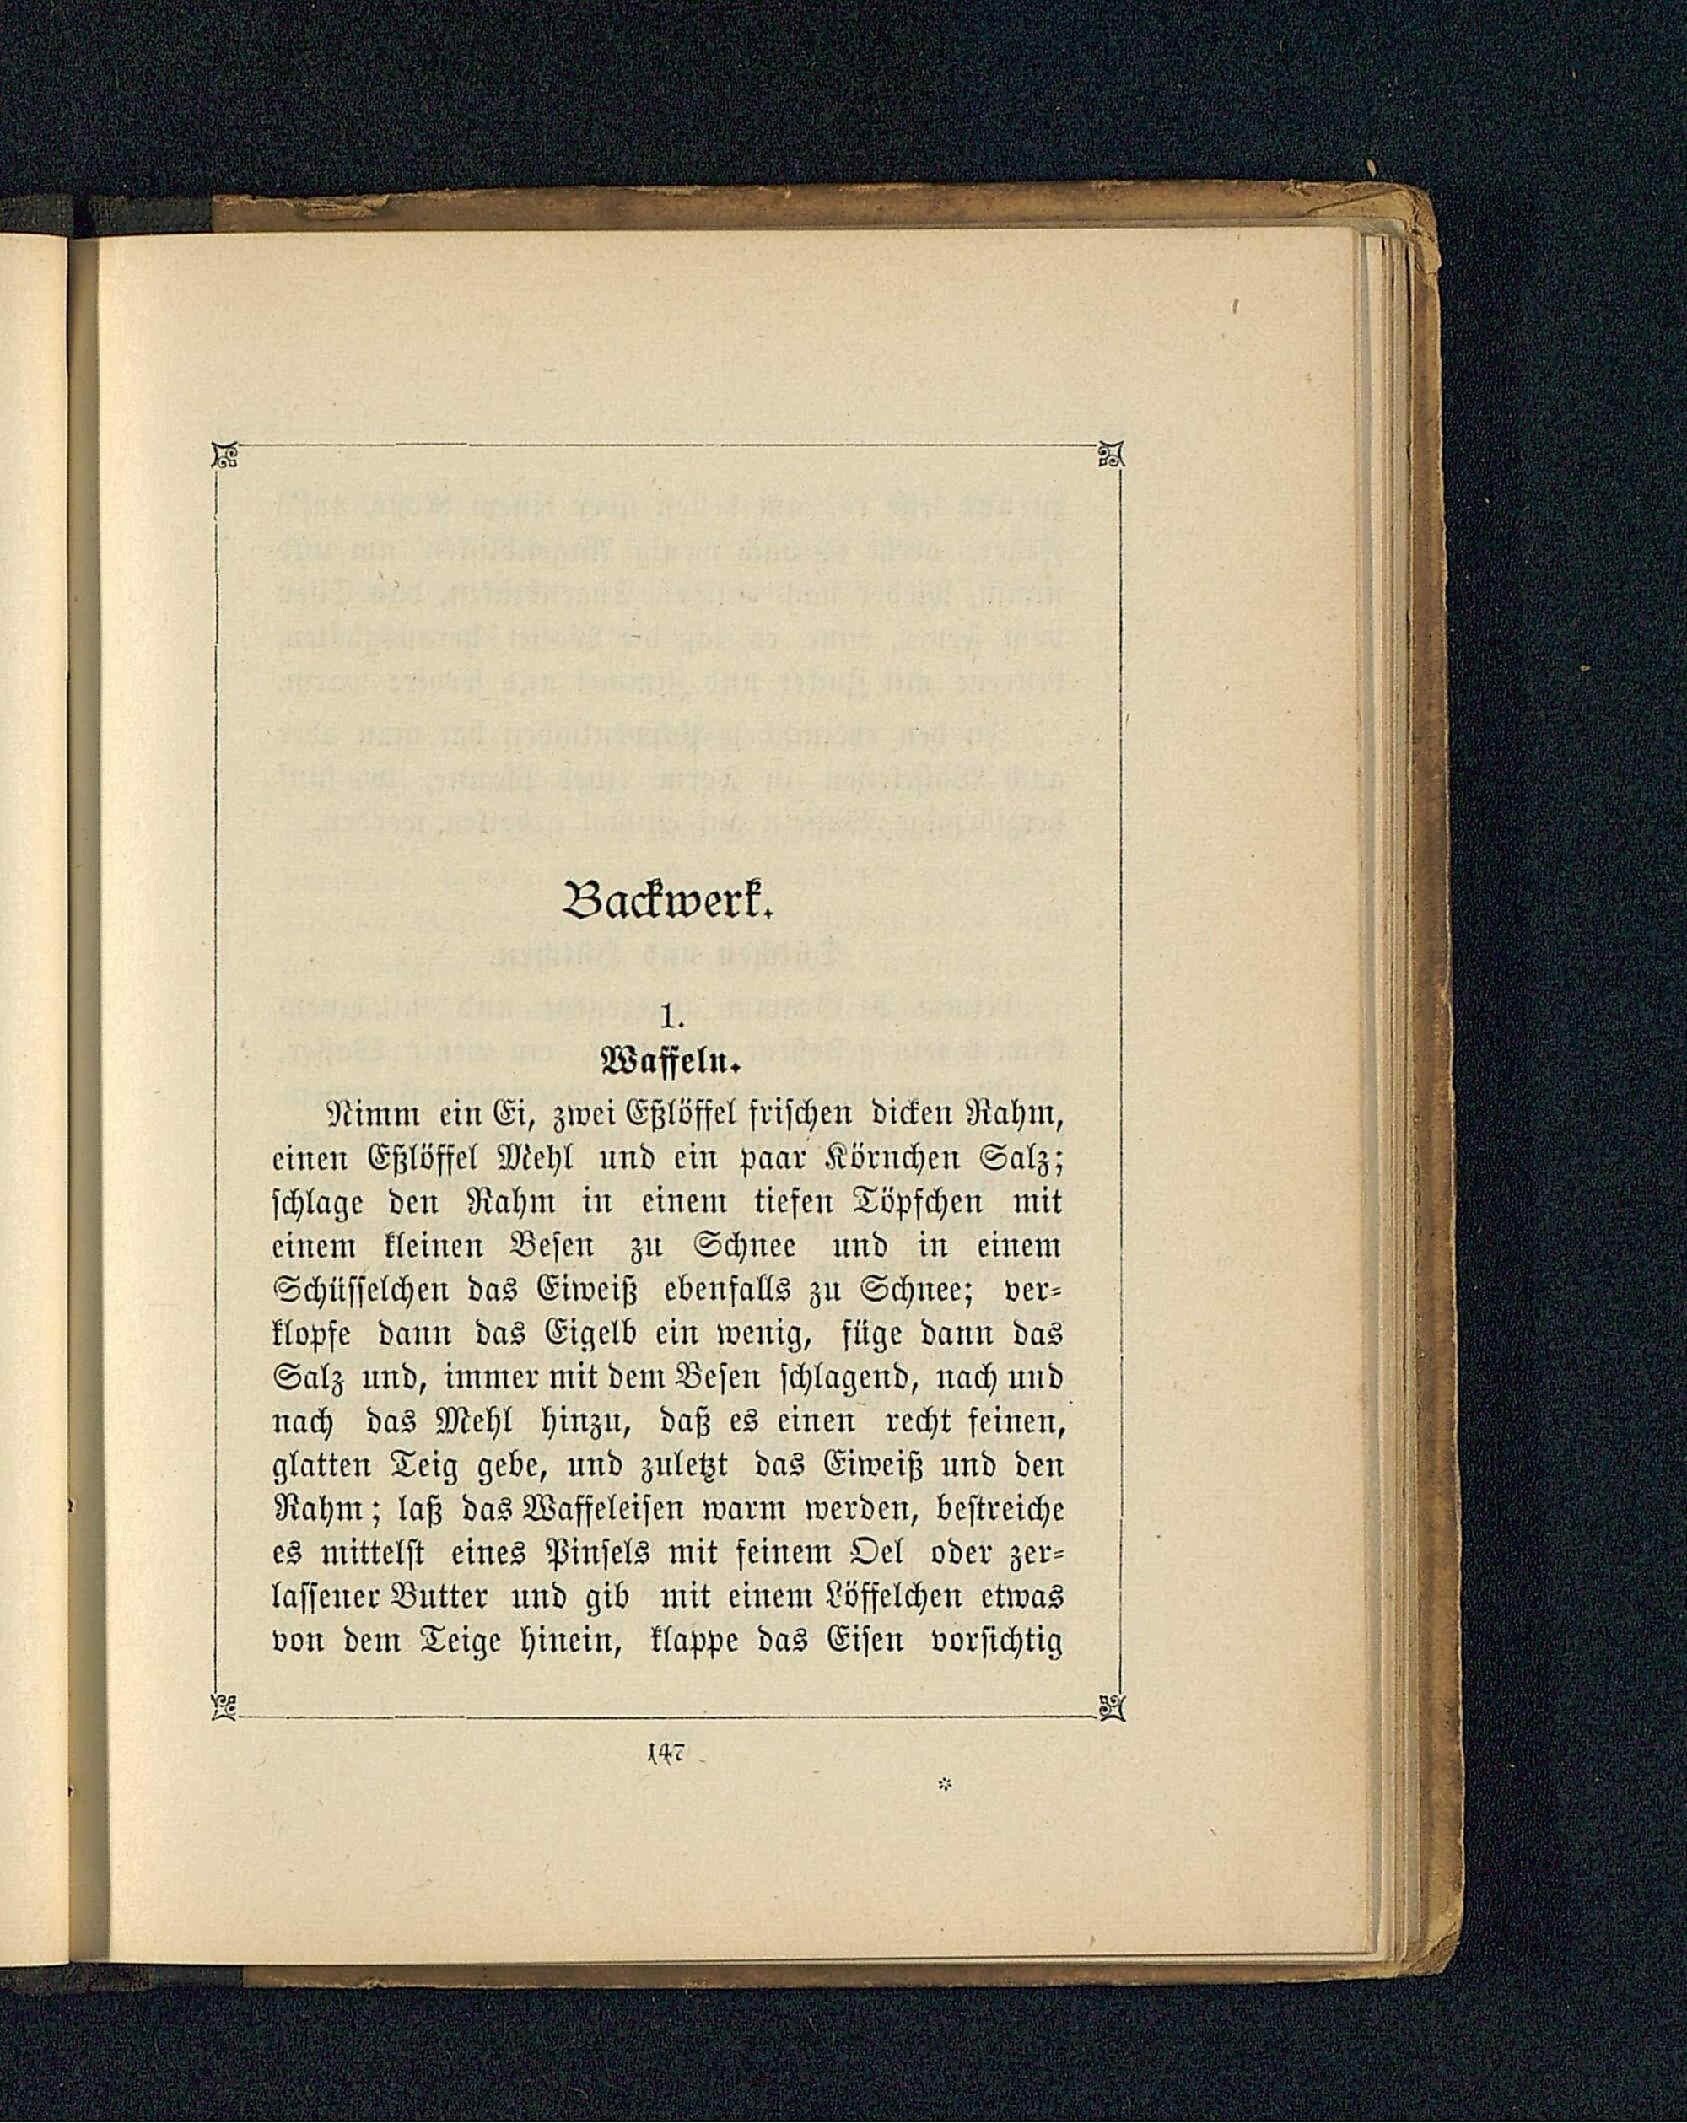 Backwerk.
1.
Waffeln.
Nimm ein Ei, zwei Eßlöffel frischen dicken Rahm,
einen Eßlöffel Mehl und ein paar Körnchen Salz;
schlage den Rahm in einem tiefen Töpfchen mit
einem kleinen Besen zu Schnee und in einem
Schüsselchen das Eiweiß ebenfalls zu Schnee; ver-
klopfe dann das Eigelb ein wenig, füge dann das
Salz und, immer mit dem Besen schlagend, nach und
nach das Mehl hinzu, daß es einen recht feinen,
glatten Teig gebe, und zuletzt das Eiweiß und den
Rahm; laß das Waffeleisen warm werden, bestreiche
es mittelst eines Pinsels mit feinem Oel oder zer-
lassener Butter und gib mit einem Löffelchen etwas
von dem Teige hinein, klappe das Eisen vorsichtig
147
*